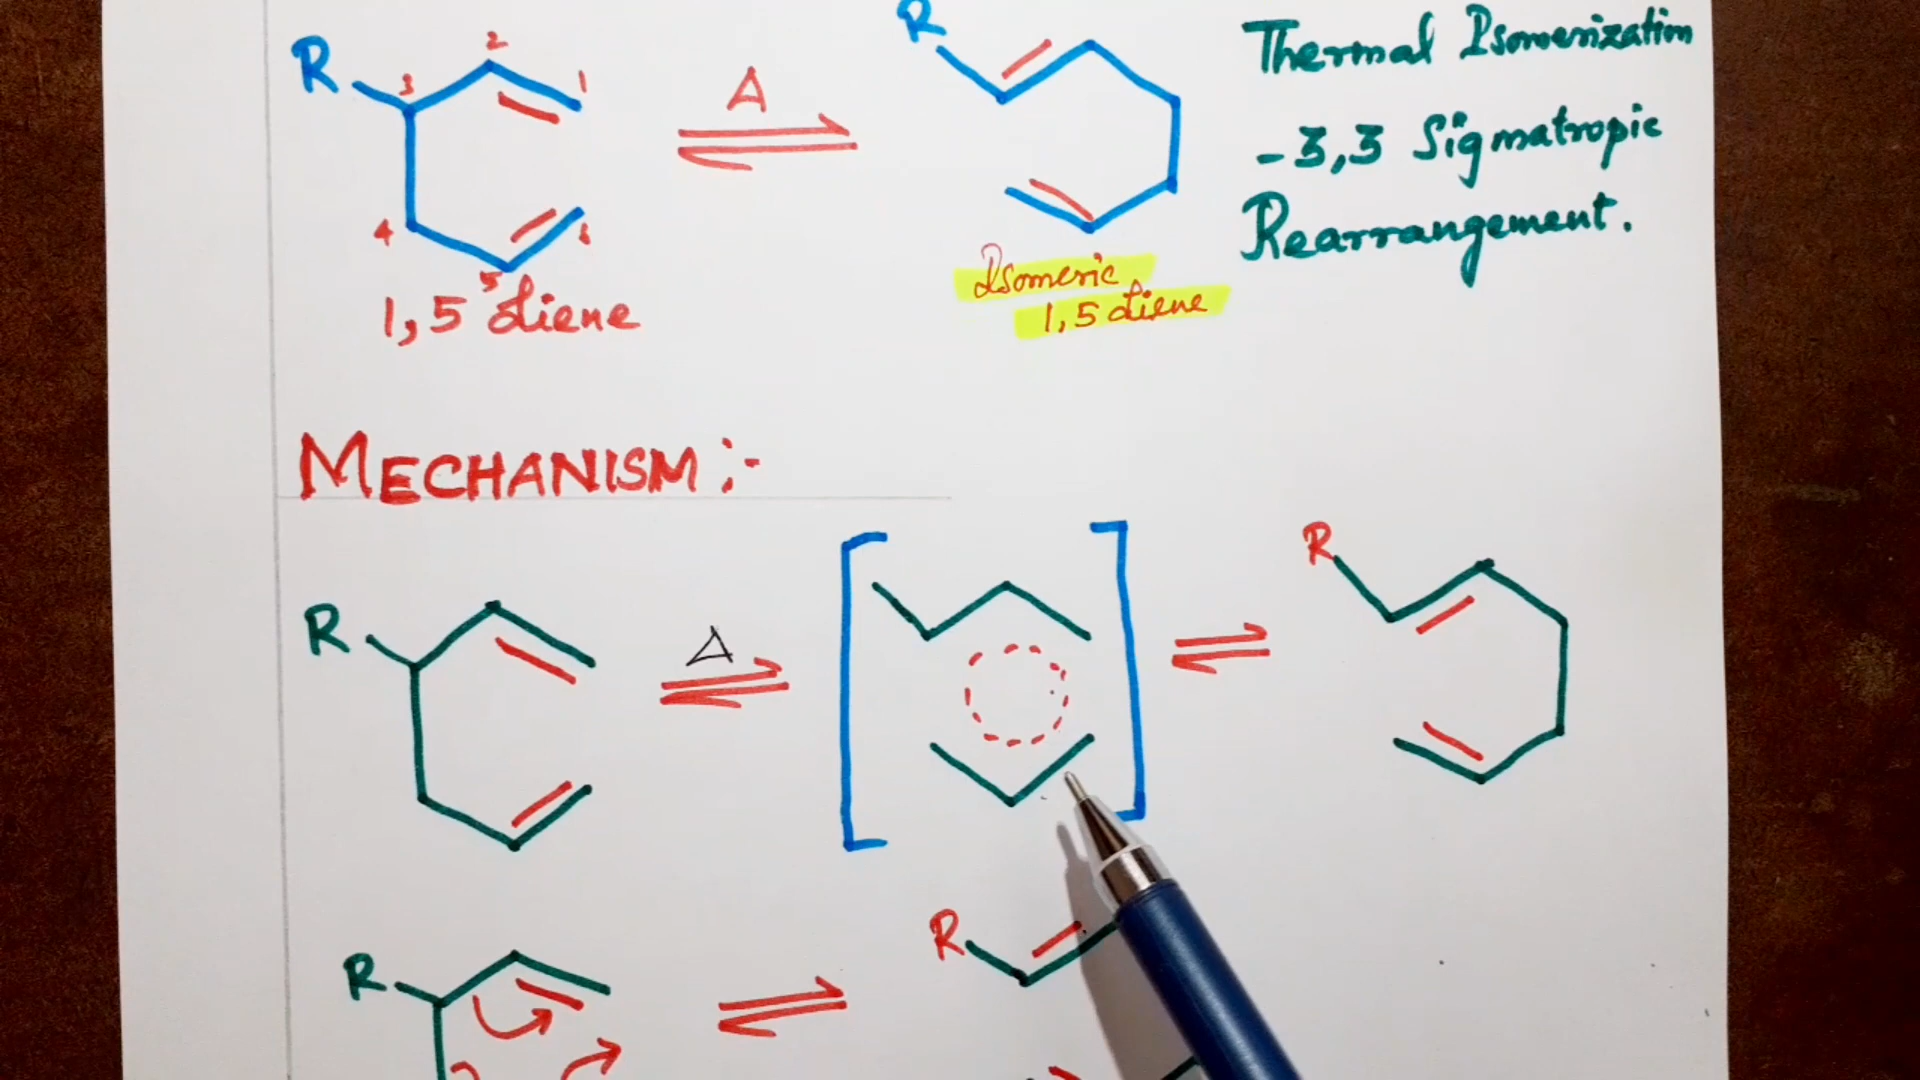 R 3 2 1
4 5 6
1,5 diene
Δ
R
Isomeric
1,5 diene
Thermal Isomerization
- 3,3 Sigmatropic
Rearrangement.
MECHANISM :-
R
Δ
R
R
R